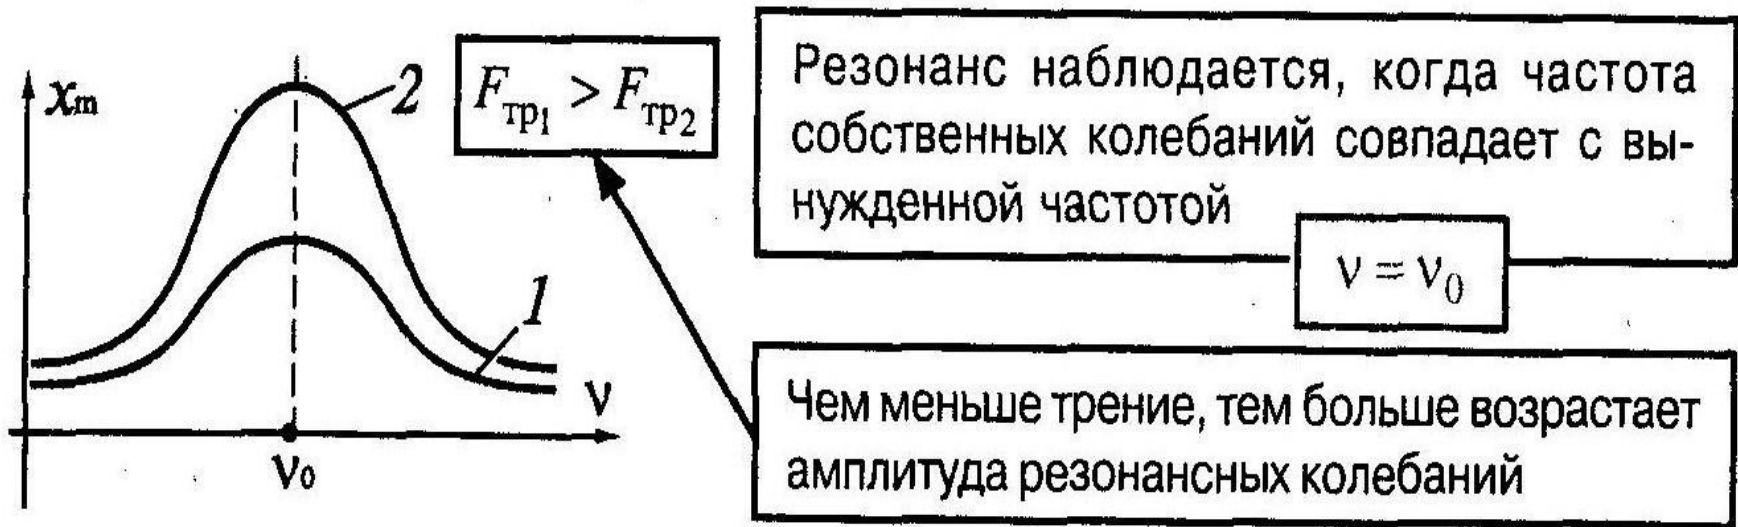 xm
2
Fтр1 > Fтр2
Резонанс наблюдается, когда частота
собственных колебаний совпадает с вы-
нужденной частотой
ν = ν0
1
ν
ν0
Чем меньше трение, тем больше возрастает
амплитуда резонансных колебаний